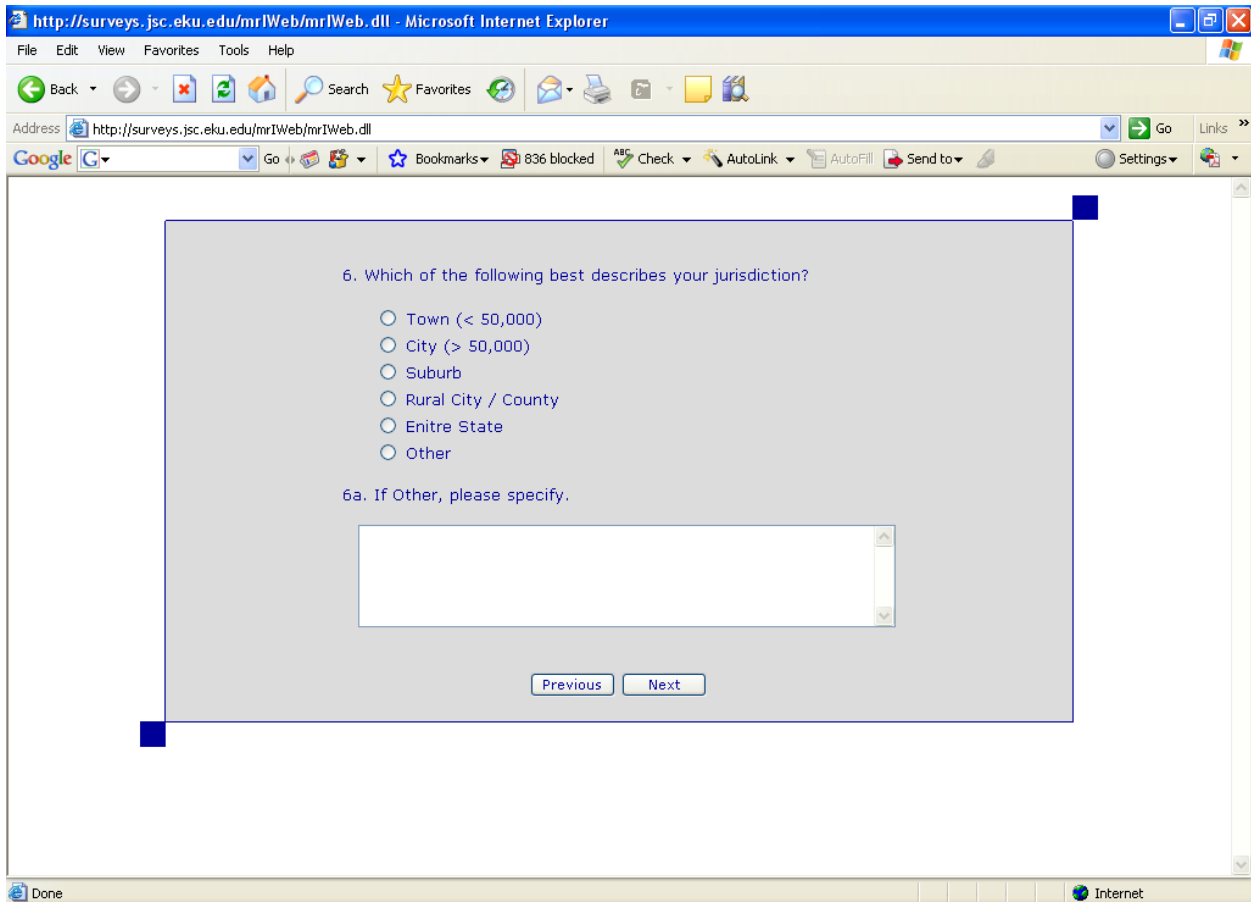 http://surveys.jsc.eku.edu/mrIWeb/mrIWeb.dll - Microsoft Internet Explorer
File Edit View Favorites Tools Help
Back Search Favorites
Address http://surveys.jsc.eku.edu/mrIWeb/mrIWeb.dll Go Links »
Google G Go Bookmarks 836 blocked ABC Check AutoLink AutoFill Send to Settings
6. Which of the following best describes your jurisdiction?
Town (< 50,000)
City (> 50,000)
Suburb
Rural City / County
Enitre State
Other
6a. If Other, please specify.
Previous Next
Done Internet